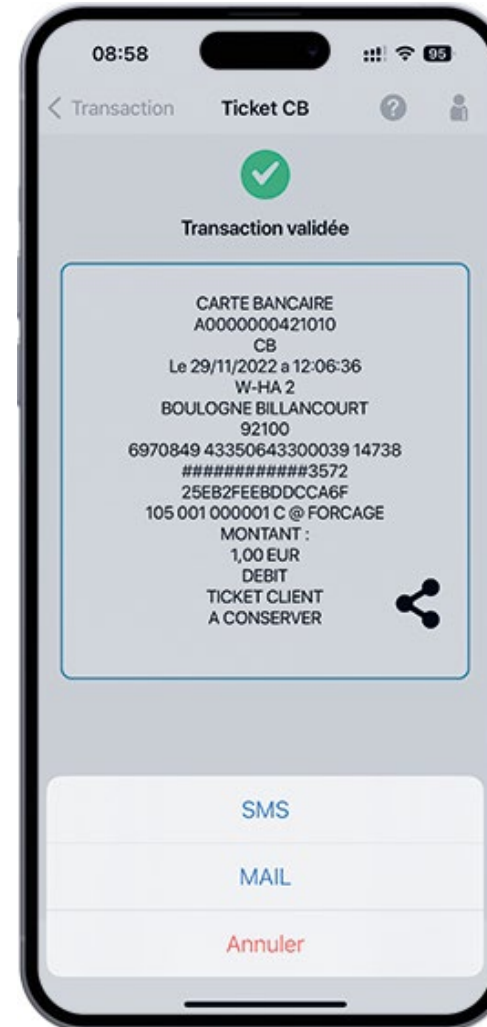 08:58
95
Transaction
Ticket CB
?
Transaction validée
CARTE BANCAIRE
A0000000421010
CB
Le 29/11/2022 a 12:06:36
W-HA 2
BOULOGNE BILLANCOURT
92100
6970849 43350643300039 14738
############3572
25EB2FEEBDDCCA6F
105 001 000001 C @ FORCAGE
MONTANT :
1,00 EUR
DEBIT
TICKET CLIENT
A CONSERVER
SMS
MAIL
Annuler